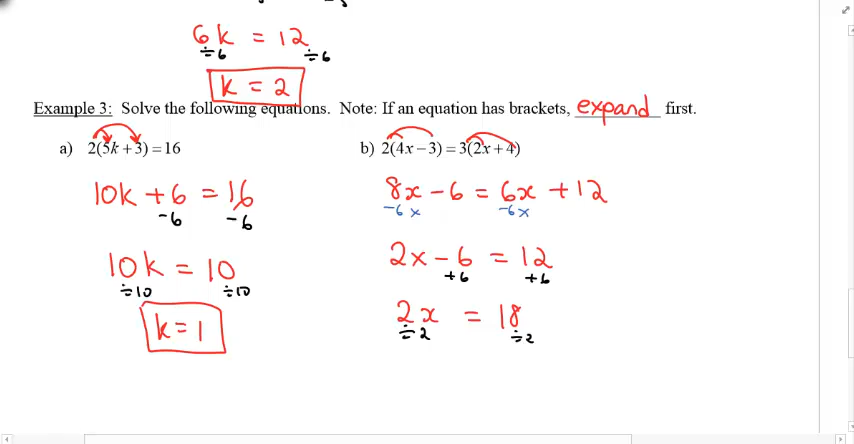 6k = 12
÷6 ÷6
k = 2
Example 3: Solve the following equations. Note: If an equation has brackets, expand first.
a) 2(5k + 3) = 16
b) 2(4x − 3) = 3(2x + 4)
10k + 6 = 16
-6 -6
8x - 6 = 6x + 12
-6x -6x
10k = 10
÷10 ÷10
2x - 6 = 12
+6 +6
k = 1
2x = 18
÷2 ÷2